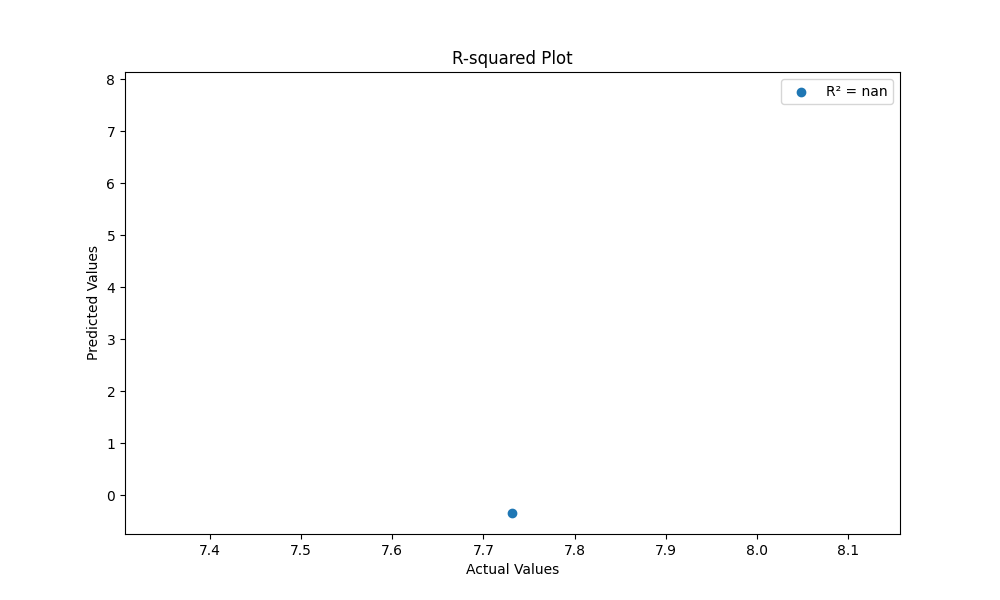 R-squared Plot
R² = nan
8
7
6
5
4
3
2
1
0
Predicted Values
7.4 7.5 7.6 7.7 7.8 7.9 8.0 8.1
Actual Values